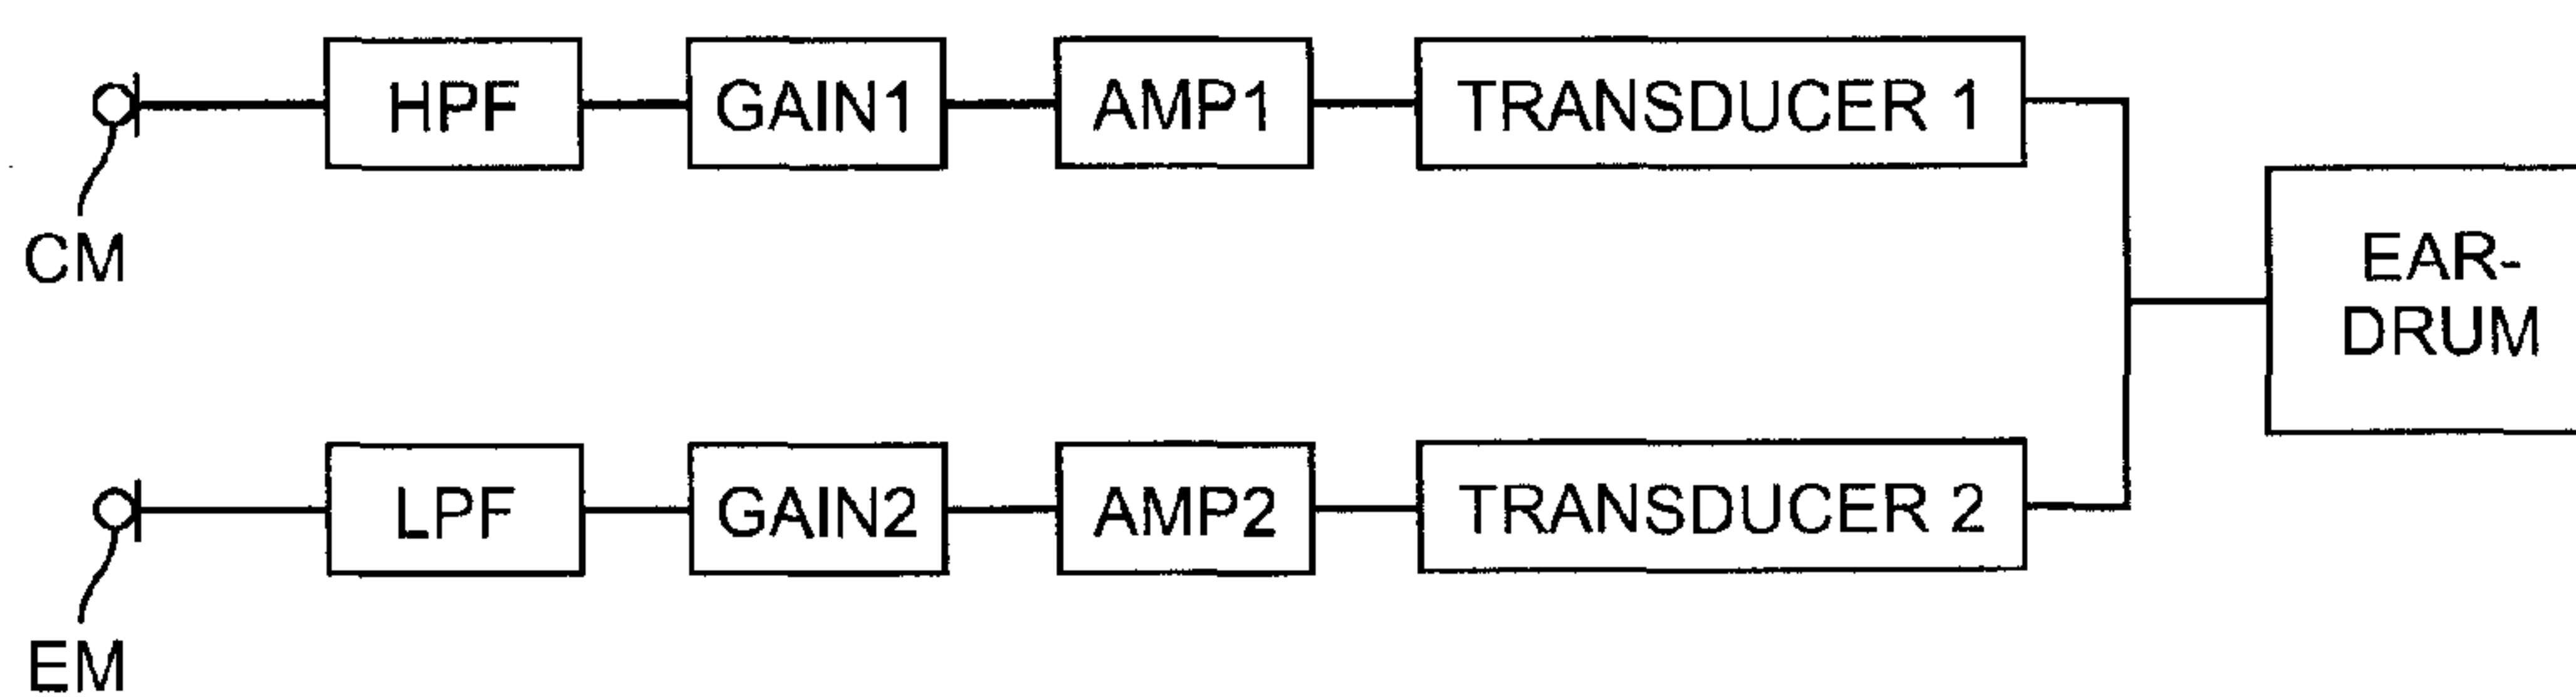 HPF
GAIN1
AMP1
TRANSDUCER 1
CM
EAR-
DRUM
LPF
GAIN2
AMP2
TRANSDUCER 2
EM